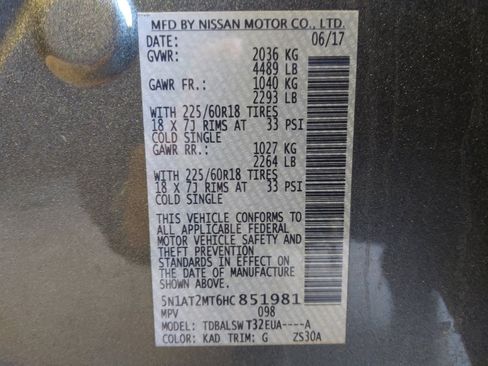 MFD BY NISSAN MOTOR CO., LTD.
DATE: 06/17
GVWR: 2036 KG
4489 LB
GAWR FR.: 1040 KG
2293 LB
WITH 225/60R18 TIRES
18 X 7J RIMS AT 33 PSI
COLD SINGLE
GAWR RR.: 1027 KG
2264 LB
WITH 225/60R18 TIRES
18 X 7J RIMS AT 33 PSI
COLD SINGLE
THIS VEHICLE CONFORMS TO
ALL APPLICABLE FEDERAL
MOTOR VEHICLE SAFETY AND
THEFT PREVENTION
STANDARDS IN EFFECT ON
THE DATE OF MANUFACTURE
SHOWN ABOVE.
5N1AT2MT6HC851981
MPV 098
MODEL: TDBALSW T32EUA----A
COLOR: KAD TRIM: G ZS30A